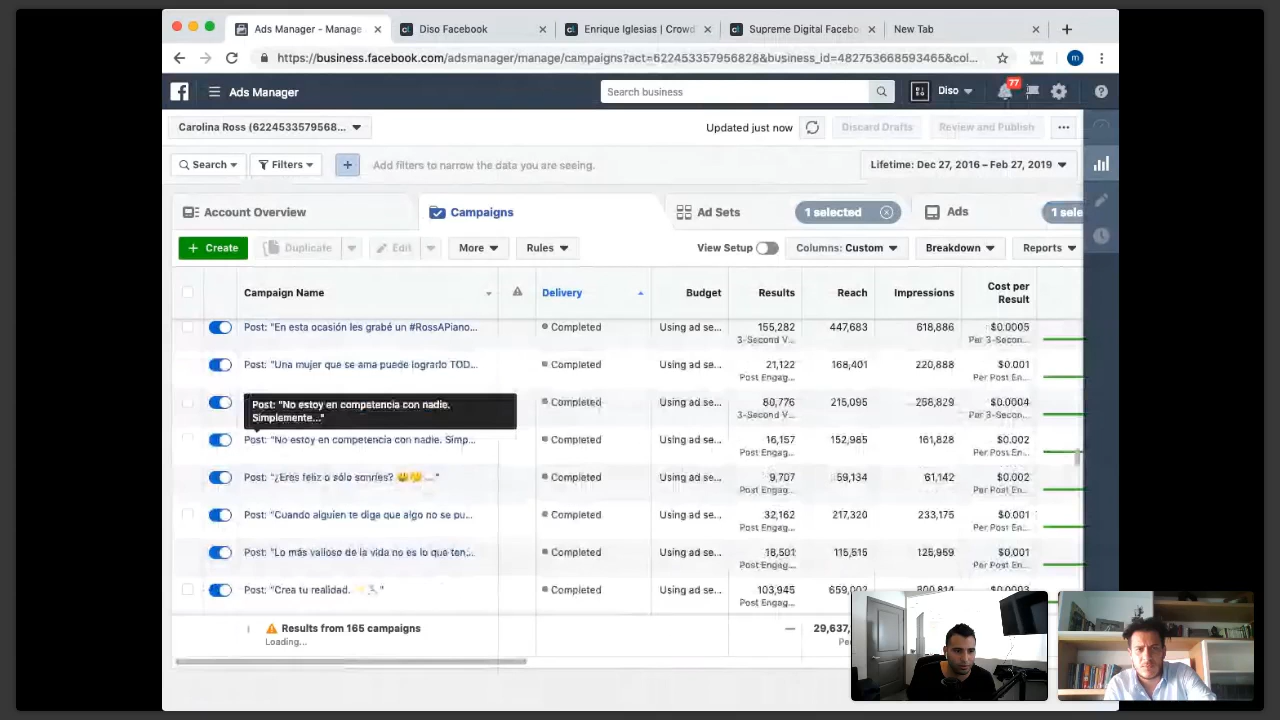 Ads Manager - Manage
Diso Facebook
Enrique Iglesias | Crowd
Supreme Digital Facebo
New Tab
https://business.facebook.com/adsmanager/manage/campaigns?act=622453357956828&business_id=482753668593465&col...
m
Ads Manager
Search business
Diso
77
Carolina Ross (6224533579568...
Updated just now
Discard Drafts
Review and Publish
Search
Filters
Add filters to narrow the data you are seeing.
Lifetime: Dec 27, 2016 – Feb 27, 2019
Account Overview
Campaigns
Ad Sets
1 selected
Ads
1 sele
+ Create
Duplicate
Edit
More
Rules
View Setup
Columns: Custom
Breakdown
Reports
Campaign Name
Delivery
Budget
Results
Reach
Impressions
Cost per
Result
Post: "En esta ocasión les grabé un #RossAPiano... Completed Using ad se... 155,282 447,683 618,886 $0.0005
3-Second V... Per 3-Secon...
Post: "Una mujer que se ama puede lograrlo TOD... Completed Using ad se... 21,122 168,401 220,888 $0.001
Post Engag... Per Post En...
Completed Using ad se... 80,776 215,095 256,829 $0.0004
Post: "No estoy en competencia con nadie.
Simplemente..."
3-Second V... Per 3-Secon...
Post: "No estoy en competencia con nadie. Simp... Completed Using ad se... 16,157 152,985 161,828 $0.002
Post Engag... Per Post En...
Post: "¿Eres feliz o sólo sonríes? 😃🤔..." Completed Using ad se... 9,707 59,134 61,142 $0.002
Post Engag... Per Post En...
Post: "Cuando alguien te diga que algo no se pu... Completed Using ad se... 32,162 217,320 233,175 $0.001
Post Engag... Per Post En...
Post: "Lo más valioso de la vida no es lo que ten... Completed Using ad se... 18,501 115,515 125,959 $0.001
Post Engag... Per Post En...
Post: "Crea tu realidad. Completed Using ad se... 103,945 659,002 800,814 $0.0003
Post Engag...
Results from 165 campaigns — 29,637,
Loading...